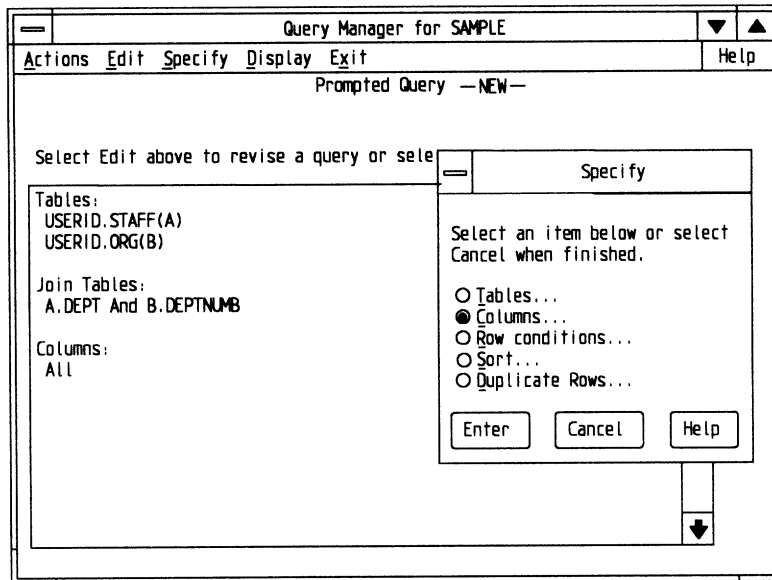 Query Manager for SAMPLE
Actions Edit Specify Display Exit Help
Prompted Query —NEW—
Select Edit above to revise a query or sele
Tables:
USERID.STAFF(A)
USERID.ORG(B)
Join Tables:
A.DEPT And B.DEPTNUMB
Columns:
All
Specify
Select an item below or select
Cancel when finished.
Tables...
Columns...
Row conditions...
Sort...
Duplicate Rows...
Enter Cancel Help